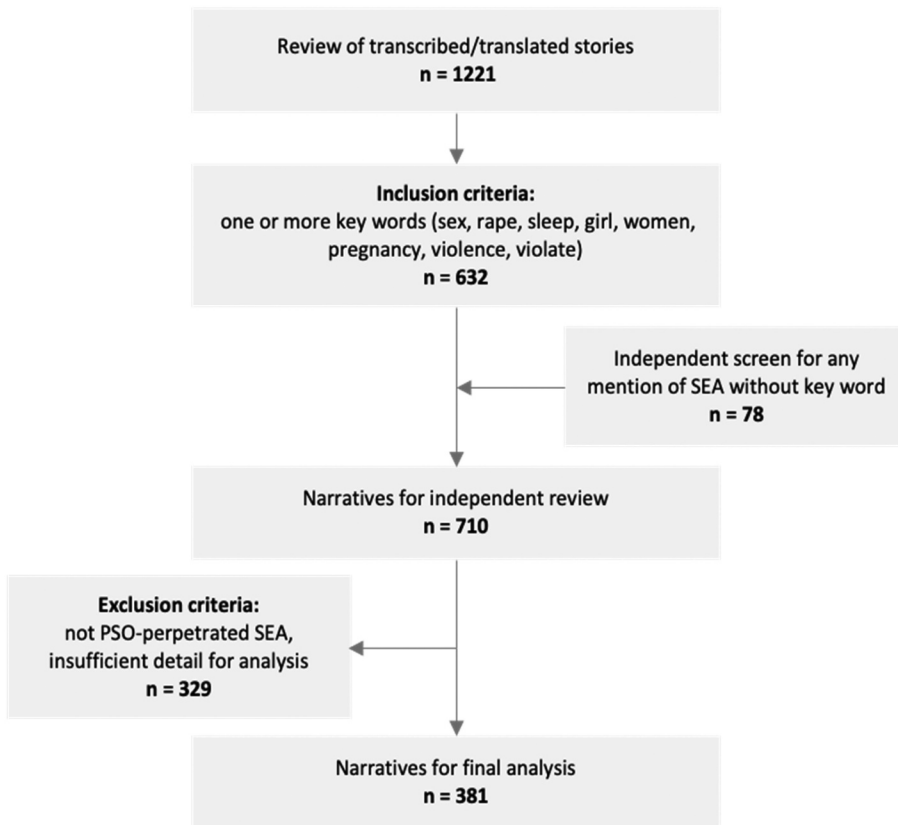 Review of transcribed/translated stories
n = 1221
Inclusion criteria:
one or more key words (sex, rape, sleep, girl, women,
pregnancy, violence, violate)
n = 632
Independent screen for any
mention of SEA without key word
n = 78
Narratives for independent review
n = 710
Exclusion criteria:
not PSO-perpetrated SEA,
insufficient detail for analysis
n = 329
Narratives for final analysis
n = 381